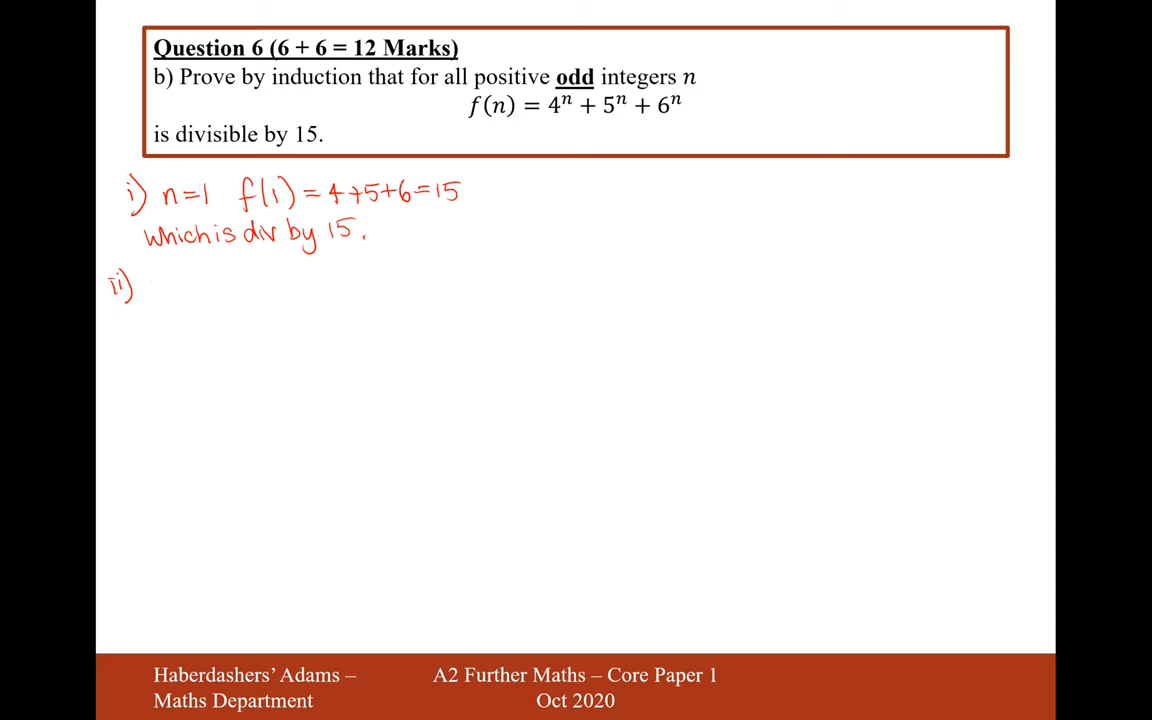 Question 6 (6 + 6 = 12 Marks)
b) Prove by induction that for all positive odd integers n
f(n) = 4ⁿ + 5ⁿ + 6ⁿ
is divisible by 15.
i) n=1 f(1) = 4+5+6=15
which is div by 15.
ii)
Haberdashers’ Adams –
Maths Department
A2 Further Maths – Core Paper 1
Oct 2020